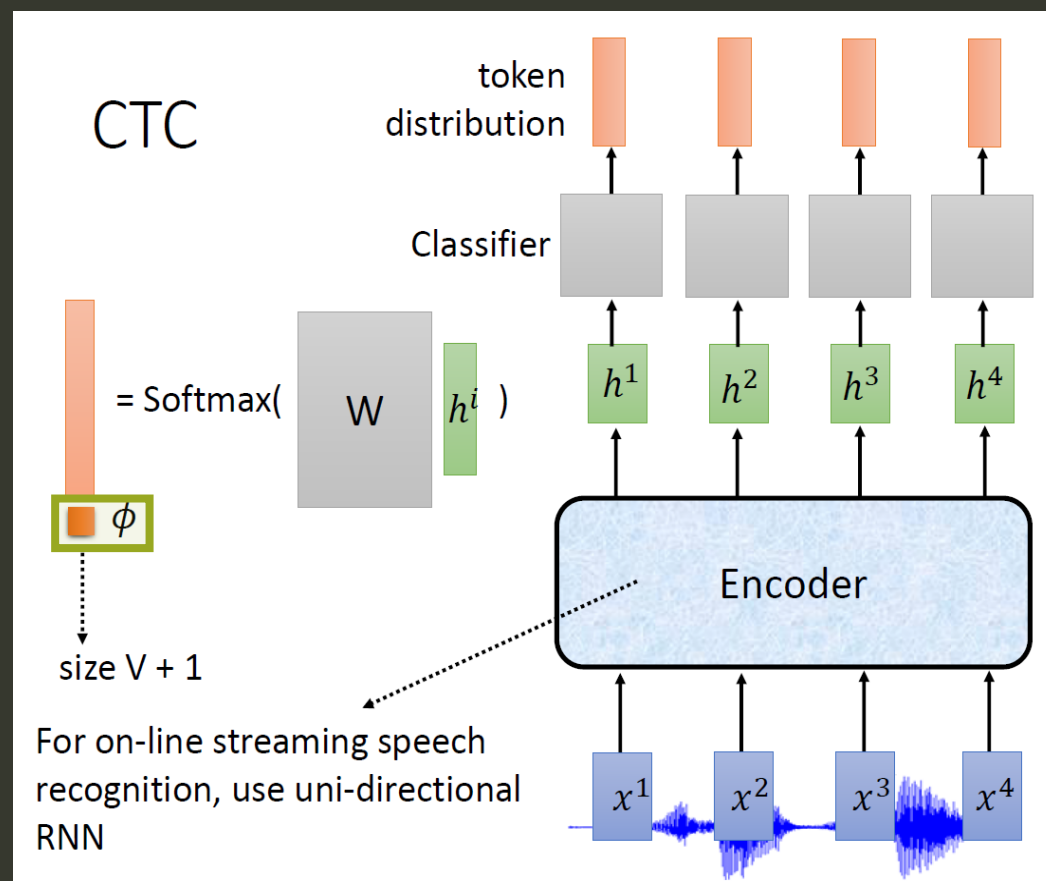 CTC
token
distribution
Classifier
= Softmax( W hⁱ )
ϕ
size V + 1
h¹ h² h³ h⁴
Encoder
For on-line streaming speech
recognition, use uni-directional
RNN
x¹ x² x³ x⁴